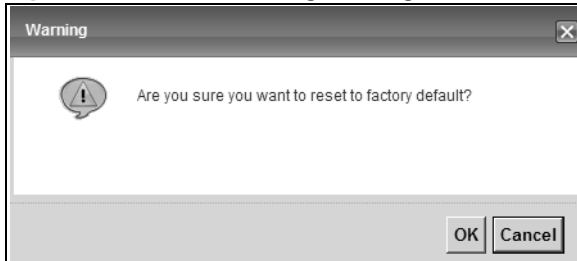 Warning
Are you sure you want to reset to factory default?
OK
Cancel